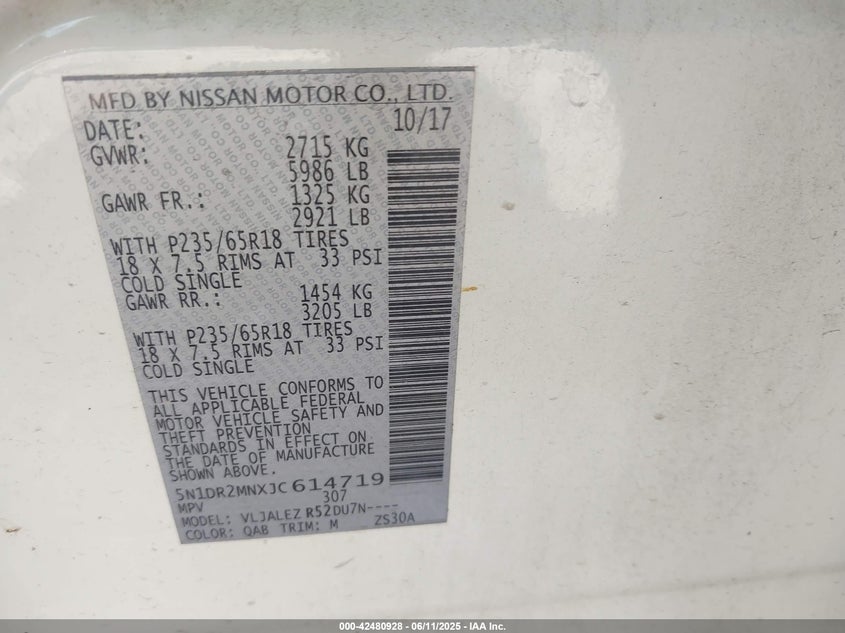 MFD BY NISSAN MOTOR CO., LTD.
DATE: 10/17
GVWR: 2715 KG
5986 LB
GAWR FR.: 1325 KG
2921 LB
WITH P235/65R18 TIRES
18 X 7.5 RIMS AT 33 PSI
COLD SINGLE
GAWR RR.: 1454 KG
3205 LB
WITH P235/65R18 TIRES
18 X 7.5 RIMS AT 33 PSI
COLD SINGLE
THIS VEHICLE CONFORMS TO
ALL APPLICABLE FEDERAL
MOTOR VEHICLE SAFETY AND
THEFT PREVENTION
STANDARDS IN EFFECT ON
THE DATE OF MANUFACTURE
SHOWN ABOVE.
5N1DR2MNXJC614719
MPV 307
MODEL: VLJALEZ R52DU7N----
COLOR: QAB TRIM: M ZS30A
000-42480928 - 06/11/2025 - IAA Inc.